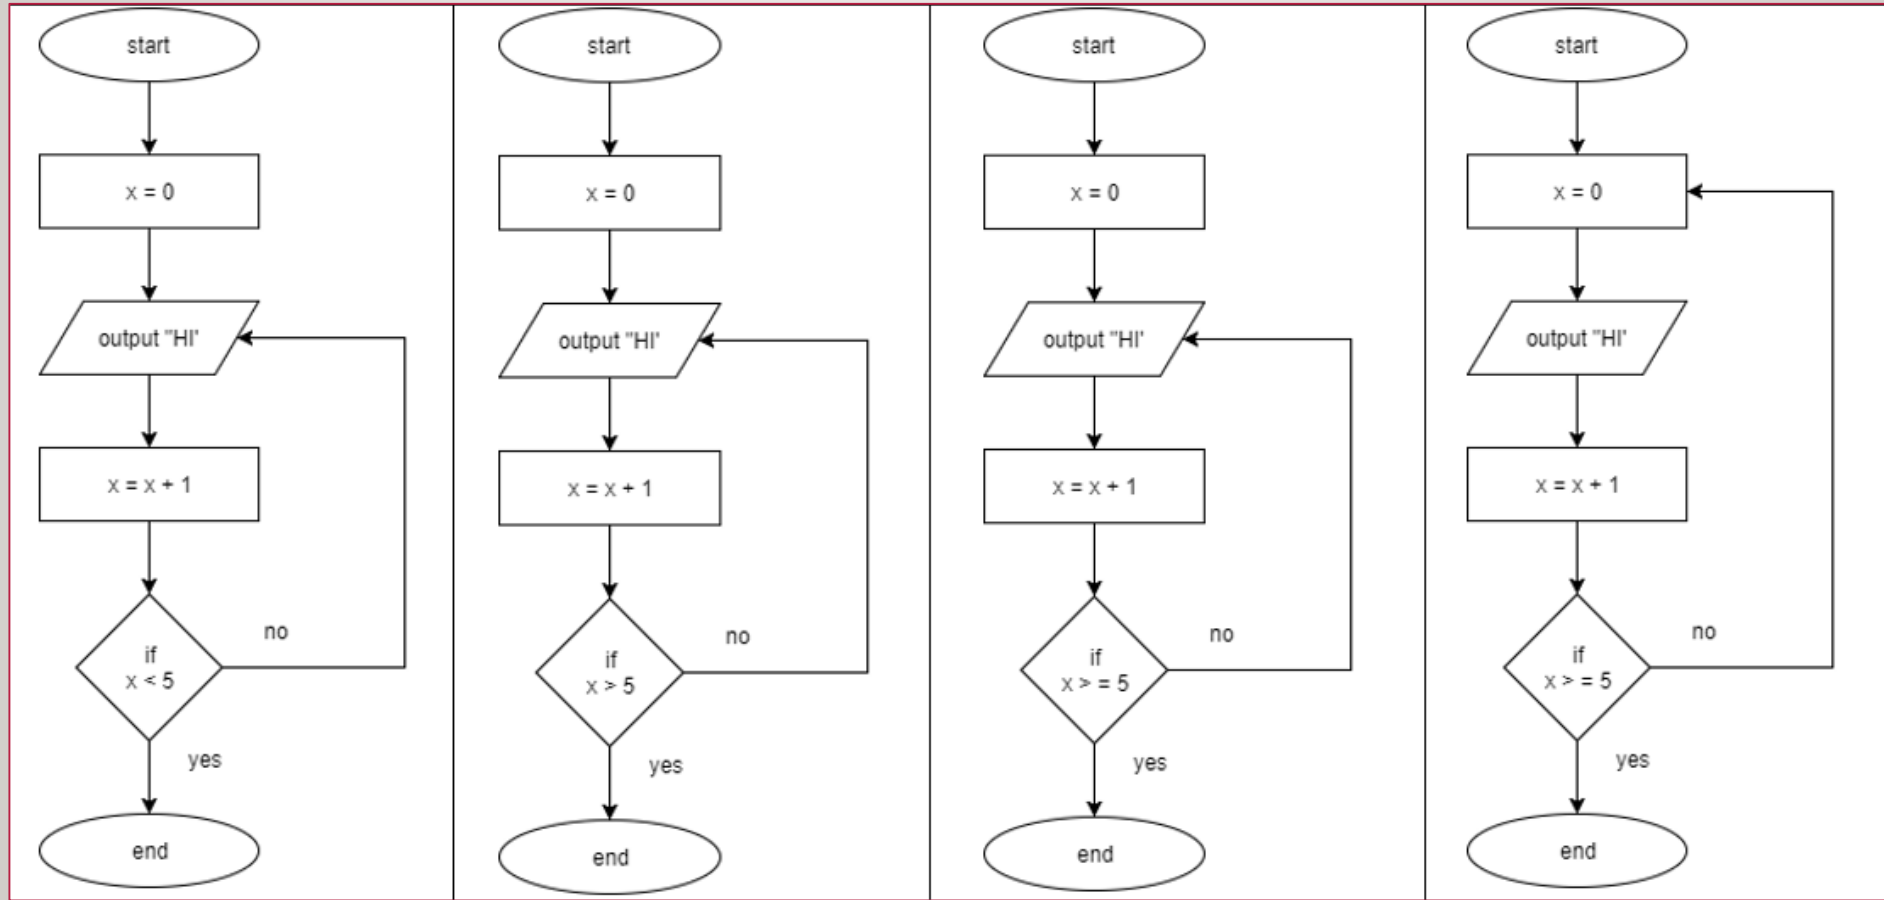 start
x = 0
output "HI'
x = x + 1
if
x < 5
no
yes
end
start
x = 0
output "HI'
x = x + 1
if
x > 5
no
yes
end
start
x = 0
output "HI'
x = x + 1
if
x > = 5
no
yes
end
start
x = 0
output "HI'
x = x + 1
if
x > = 5
no
yes
end